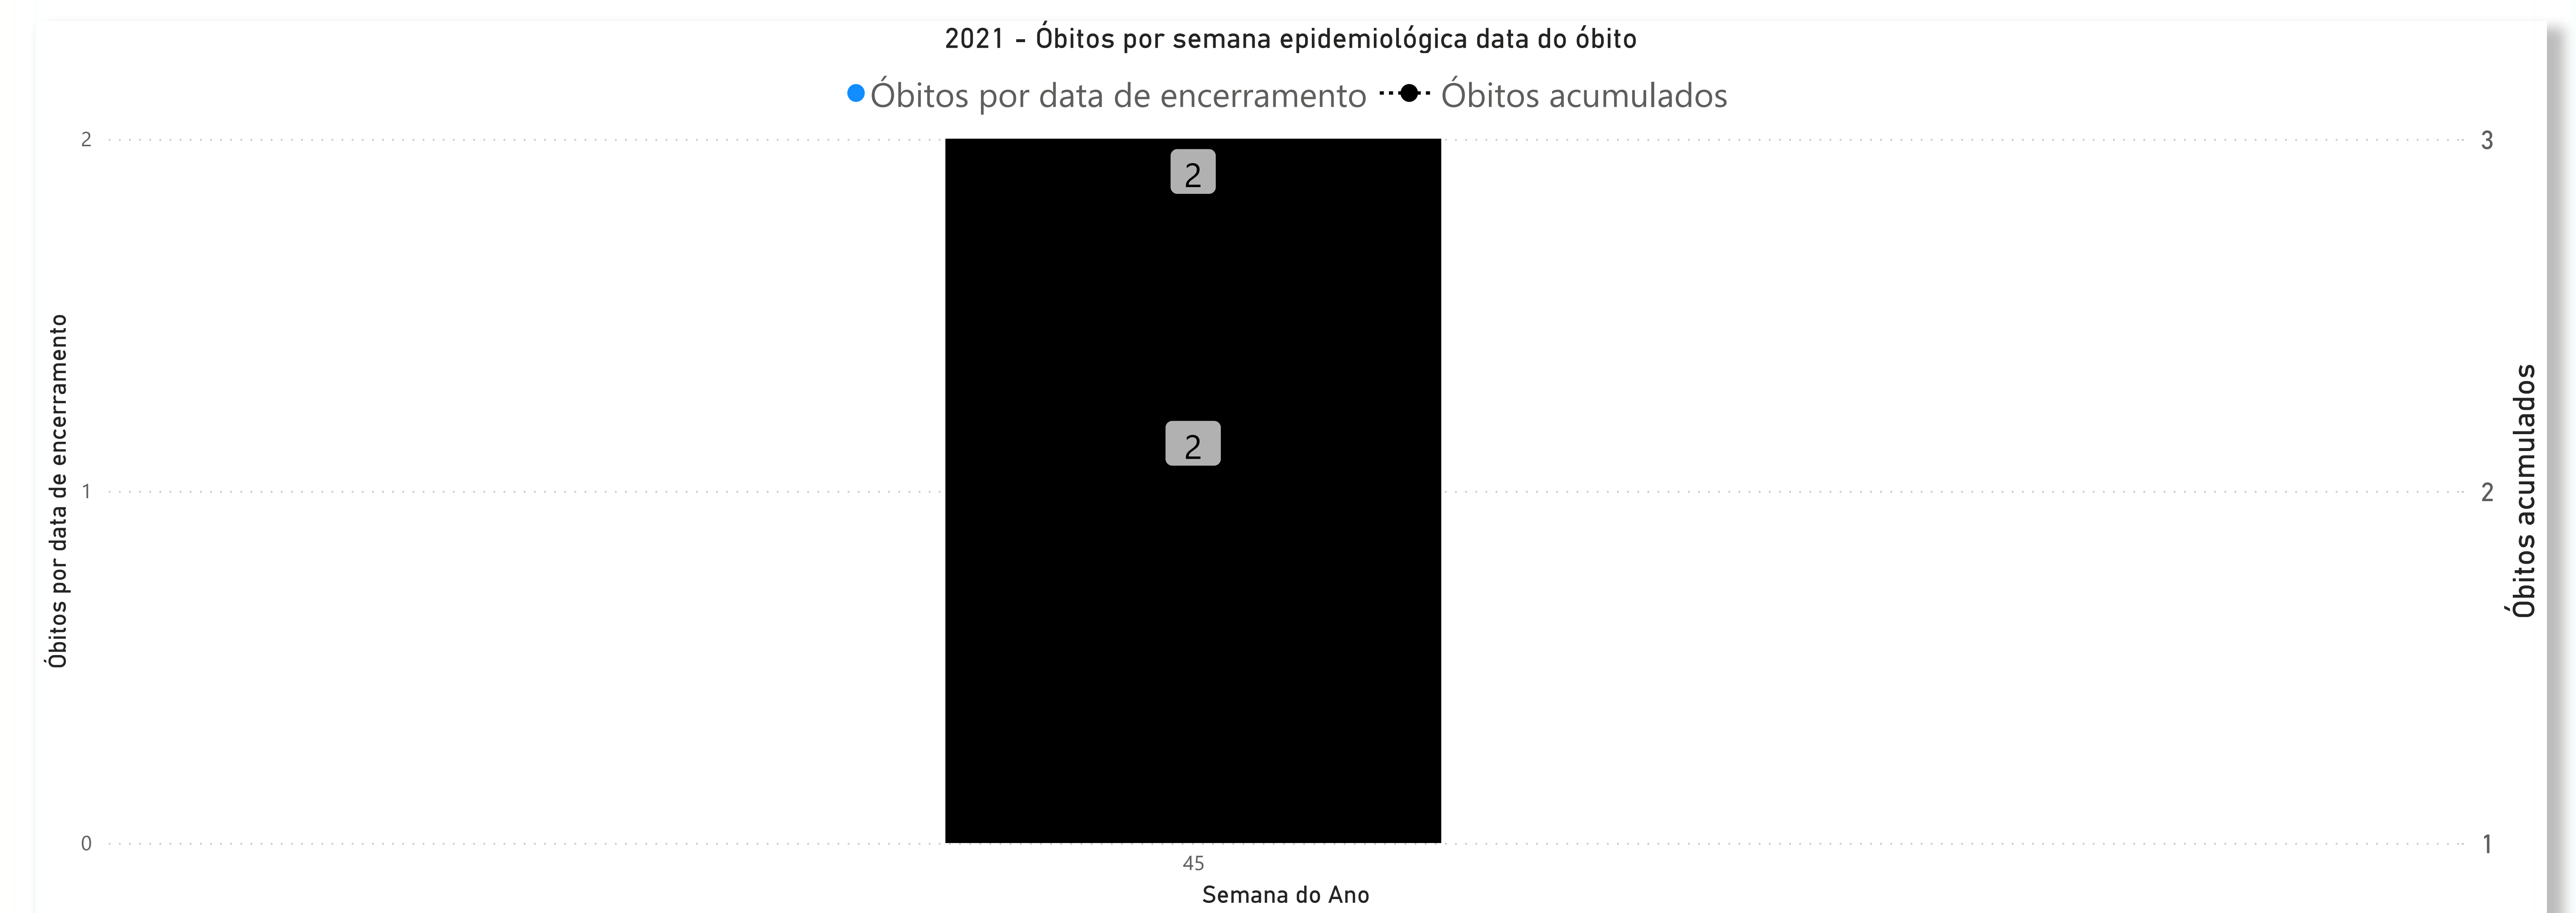 2021 - Óbitos por semana epidemiológica data do óbito
Óbitos por data de encerramento Óbitos acumulados
2
3
2
Óbitos por data de encerramento
Óbitos acumulados
2
1
2
0
1
45
Semana do Ano